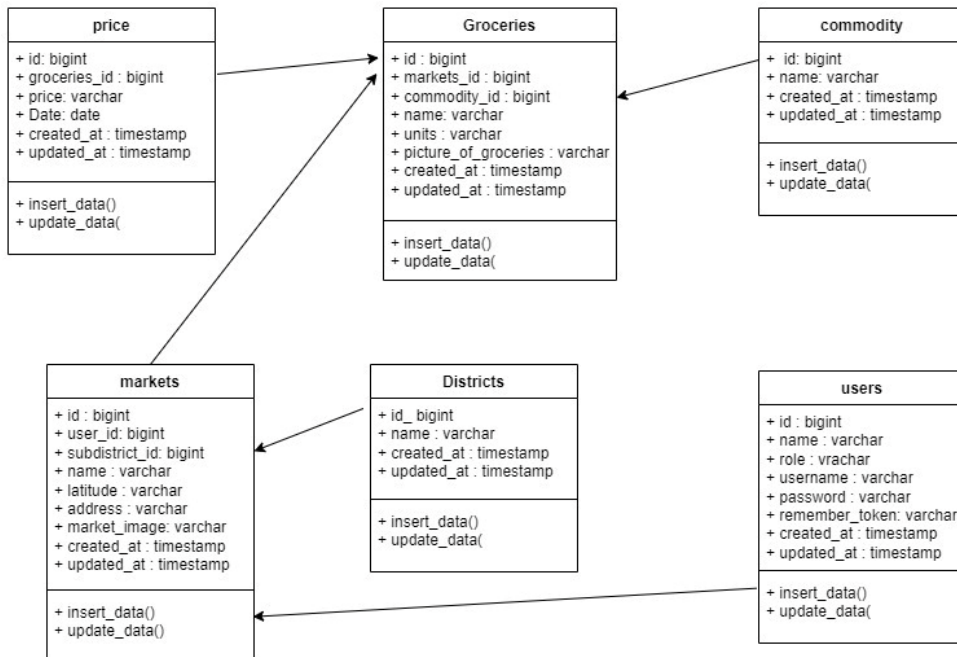 price
+ id: bigint
+ groceries_id : bigint
+ price: varchar
+ Date: date
+ created_at : timestamp
+ updated_at : timestamp
+ insert_data()
+ update_data(
Groceries
+ id : bigint
+ markets_id : bigint
+ commodity_id : bigint
+ name: varchar
+ units : varchar
+ picture_of_groceries : varchar
+ created_at : timestamp
+ updated_at : timestamp
+ insert_data()
+ update_data(
commodity
+ id: bigint
+ name: varchar
+ created_at : timestamp
+ updated_at : timestamp
+ insert_data()
+ update_data(
markets
+ id : bigint
+ user_id: bigint
+ subdistrict_id: bigint
+ name : varchar
+ latitude : varchar
+ address : varchar
+ market_image: varchar
+ created_at : timestamp
+ updated_at : timestamp
+ insert_data()
+ update_data()
Districts
+ id_ bigint
+ name : varchar
+ created_at : timestamp
+ updated_at : timestamp
+ insert_data()
+ update_data(
users
+ id : bigint
+ name : varchar
+ role : vrachar
+ username : varchar
+ password : varchar
+ remember_token: varchar
+ created_at : timestamp
+ updated_at : timestamp
+ insert_data()
+ update_data(